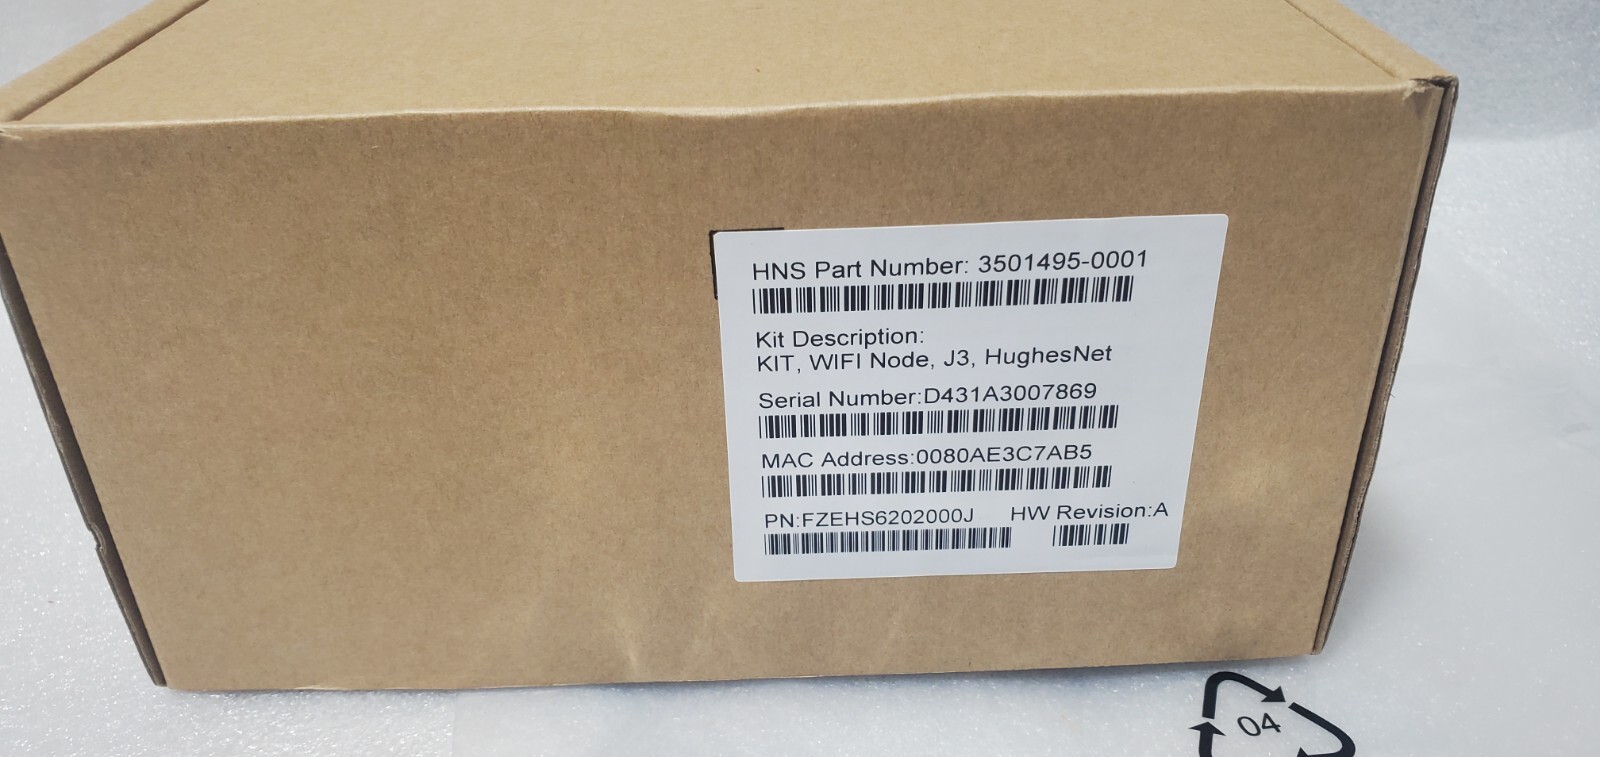 HNS Part Number: 3501495-0001
Kit Description:
KIT, WIFI Node, J3, HughesNet
Serial Number:D431A3007869
MAC Address:0080AE3C7AB5
PN:FZEHS6202000J HW Revision:A
04